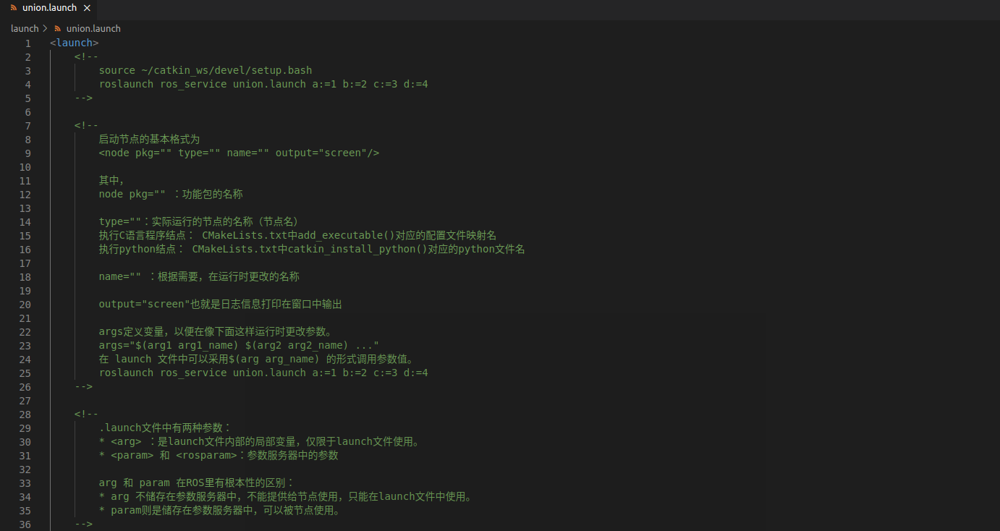 union.launch
launch > union.launch
1 <launch>
2 <!--
3 source ~/catkin_ws/devel/setup.bash
4 roslaunch ros_service union.launch a:=1 b:=2 c:=3 d:=4
5 -->
6
7 <!--
8 启动节点的基本格式为
9 <node pkg="" type="" name="" output="screen"/>
10
11 其中，
12 node pkg="" ：功能包的名称
13
14 type=""：实际运行的节点的名称（节点名）
15 执行C语言程序结点： CMakeLists.txt中add_executable()对应的配置文件映射名
16 执行python结点： CMakeLists.txt中catkin_install_python()对应的python文件名
17
18 name="" ：根据需要，在运行时更改的名称
19
20 output="screen"也就是日志信息打印在窗口中输出
21
22 args定义变量，以便在像下面这样运行时更改参数。
23 args="$(arg1 arg1_name) $(arg2 arg2_name) ..."
24 在 launch 文件中可以采用$(arg arg_name) 的形式调用参数值。
25 roslaunch ros_service union.launch a:=1 b:=2 c:=3 d:=4
26 -->
27
28 <!--
29 .launch文件中有两种参数：
30 * <arg> ：是launch文件内部的局部变量，仅限于launch文件使用。
31 * <param> 和 <rosparam>：参数服务器中的参数
32
33 arg 和 param 在ROS里有根本性的区别：
34 * arg 不储存在参数服务器中，不能提供给节点使用，只能在launch文件中使用。
35 * param则是储存在参数服务器中，可以被节点使用。
36 -->